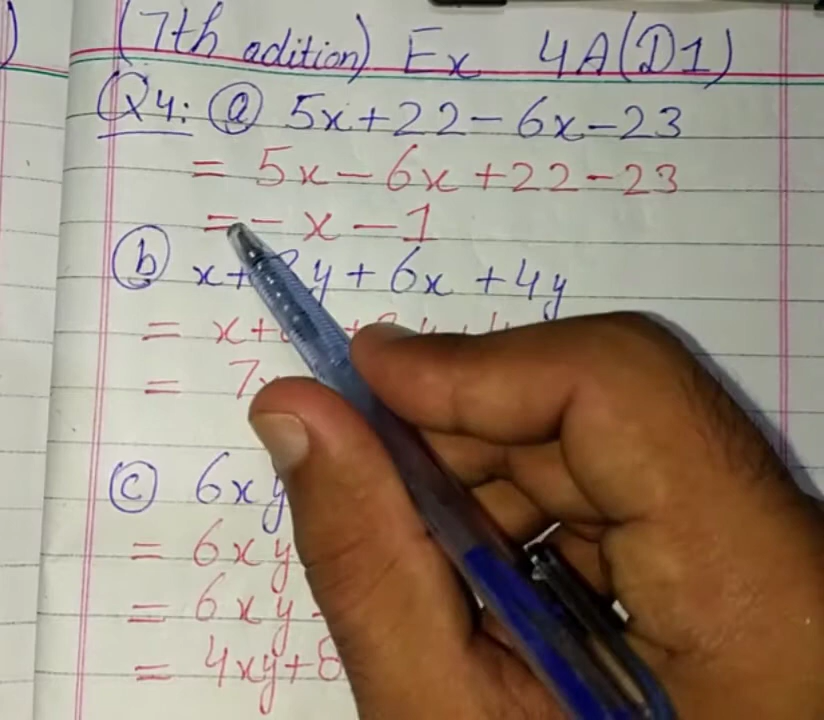 (7th adition) Ex 4A(D1)
Q4: (a) 5x+22-6x-23
= 5x-6x+22-23
= -x-1
(b) x+ y+6x+4y
= x+
= 7x
(c) 6xy
= 6xy
= 6xy
= 4xy+8